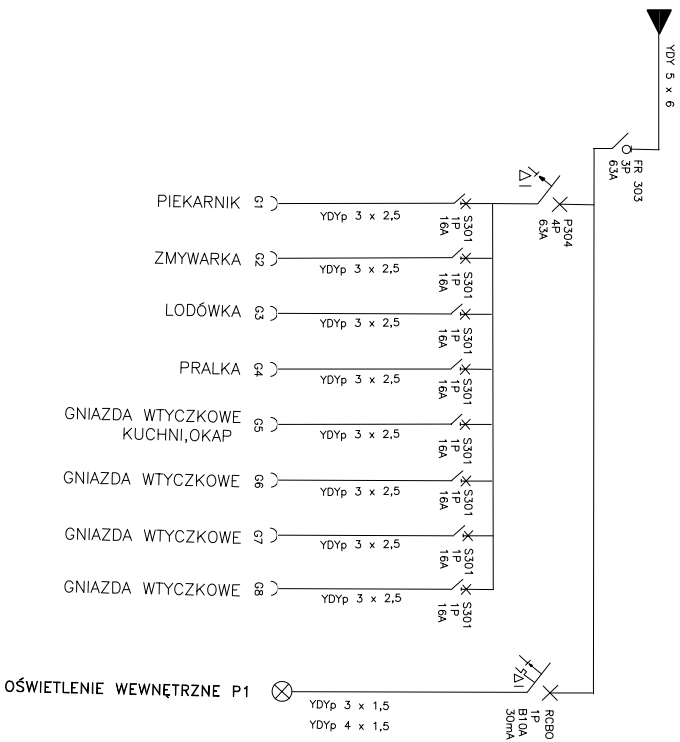 YDY 5 x 6
FR 303
3P
63A
P304
4P
63A
ΔI
PIEKARNIK G1
YDYp 3 x 2,5
S301
1P
16A
ZMYWARKA G2
YDYp 3 x 2,5
S301
1P
16A
LODÓWKA G3
YDYp 3 x 2,5
S301
1P
16A
PRALKA G4
YDYp 3 x 2,5
S301
1P
16A
GNIAZDA WTYCZKOWE
KUCHNI,OKAP
G5
YDYp 3 x 2,5
S301
1P
16A
GNIAZDA WTYCZKOWE G6
YDYp 3 x 2,5
S301
1P
16A
GNIAZDA WTYCZKOWE G7
YDYp 3 x 2,5
S301
1P
16A
GNIAZDA WTYCZKOWE G8
YDYp 3 x 2,5
S301
1P
16A
OŚWIETLENIE WEWNĘTRZNE P1
YDYp 3 x 1,5
YDYp 4 x 1,5
ΔI
RCBO
1P
B10A
30mA